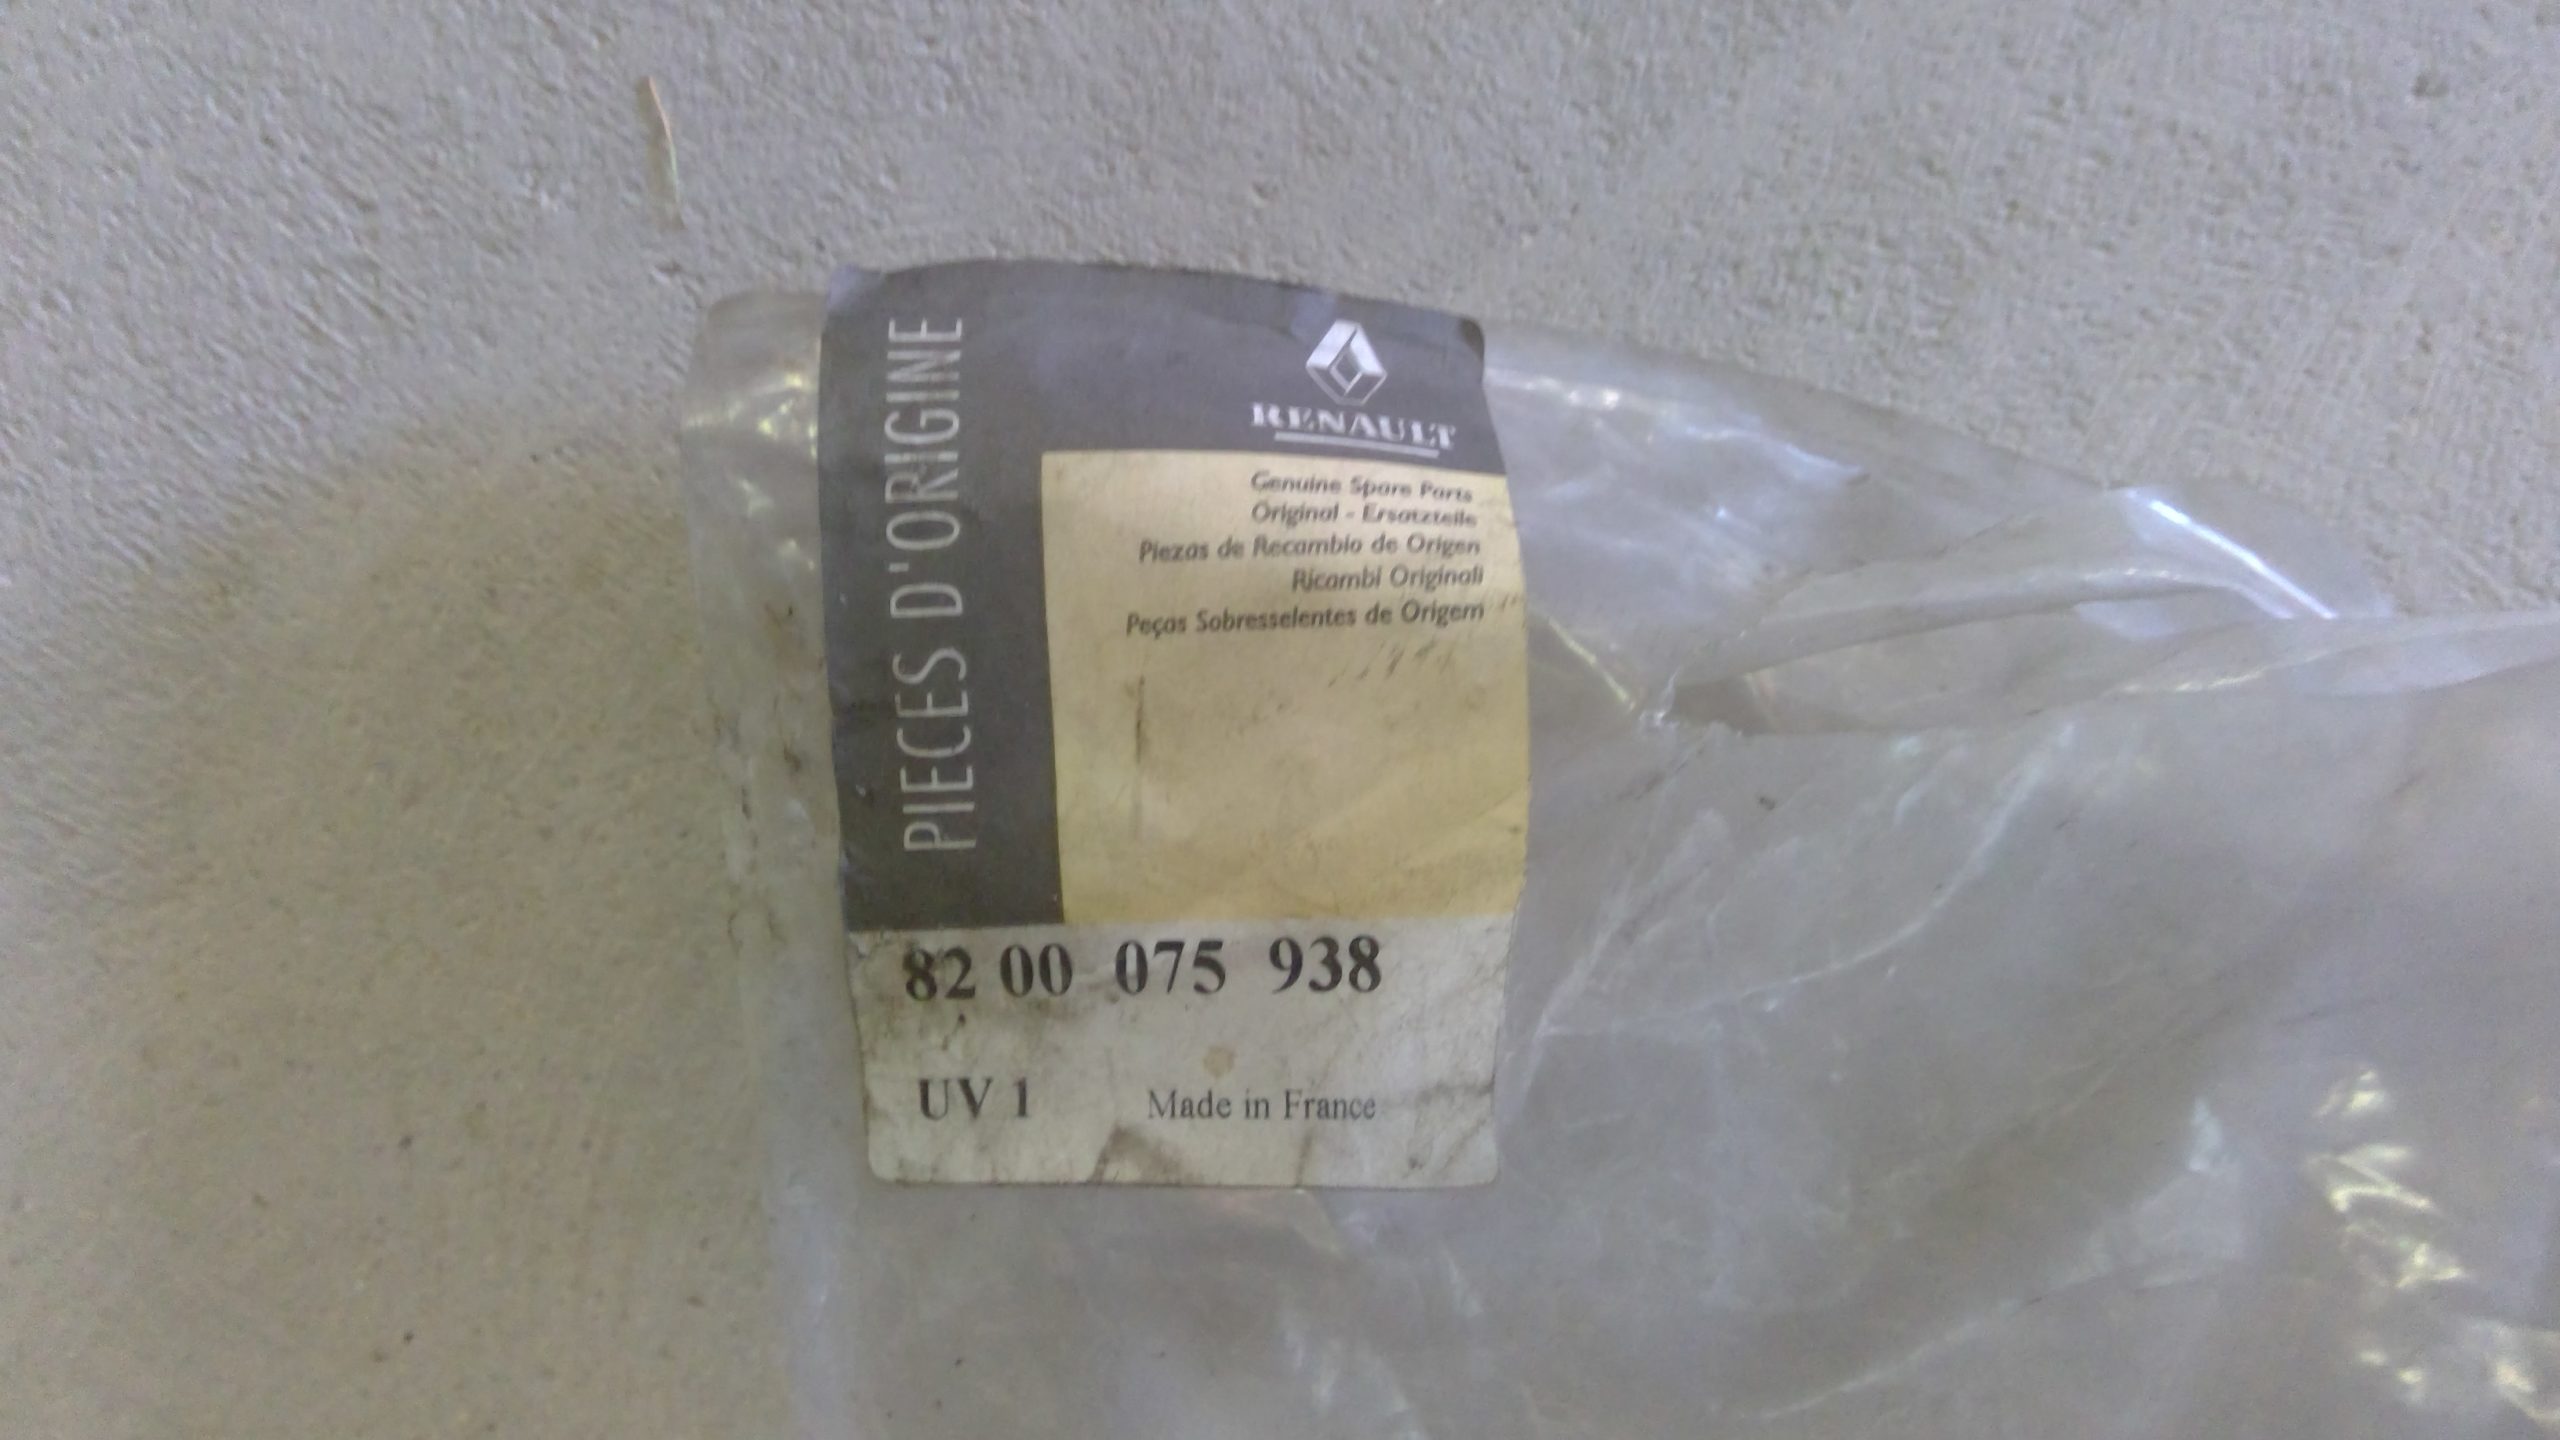 PIECES D'ORIGINE
RENAULT
Genuine Spare Parts
Original - Ersatzteile
Piezas de Recambio de Origen
Ricambi Originali
Peças Sobresselentes de Origem
82 00 075 938
UV 1 Made in France